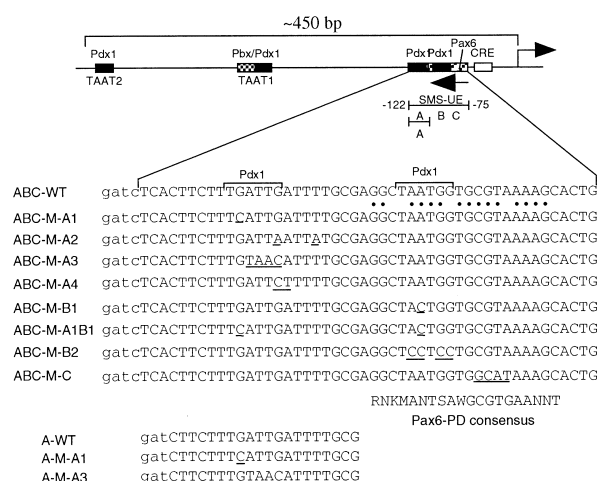 ~450 bp
Pdx1 Pbx/Pdx1 Pdx1 Pdx1 Pax6 CRE
TAAT2 TAAT1
-122 SMS-UE -75
A B C
A
Pdx1 Pdx1
ABC-WT gatcTCACTTCTTTGATTGATTTTGCGAGGCTAATGGTGCGTAAAAGCACTG
ABC-M-A1 gatcTCACTTCTTTCATTGATTTTGCGAGGCTAATGGTGCGTAAAAGCACTG
ABC-M-A2 gatcTCACTTCTTTGATTAATTATGCGAGGCTAATGGTGCGTAAAAGCACTG
ABC-M-A3 gatcTCACTTCTTTGTAACATTTTGCGAGGCTAATGGTGCGTAAAAGCACTG
ABC-M-A4 gatcTCACTTCTTTGATTCTTTTTGCGAGGCTAATGGTGCGTAAAAGCACTG
ABC-M-B1 gatcTCACTTCTTTGATTGATTTTGCGAGGCTACTGGTGCGTAAAAGCACTG
ABC-M-A1B1 gatcTCACTTCTTTCATTGATTTTGCGAGGCTACTGGTGCGTAAAAGCACTG
ABC-M-B2 gatcTCACTTCTTTGATTGATTTTGCGAGGCTCCTCCTGCGTAAAAGCACTG
ABC-M-C gatcTCACTTCTTTGATTGATTTTGCGAGGCTAATGGTGGCATAAAGCACTG
RNKMANTSAWGCGTGAANNT
Pax6-PD consensus
A-WT gatCTTCTTTGATTGATTTTGCG
A-M-A1 gatCTTCTTTCATTGATTTTGCG
A-M-A3 gatCTTCTTTGTAACATTTTGCG